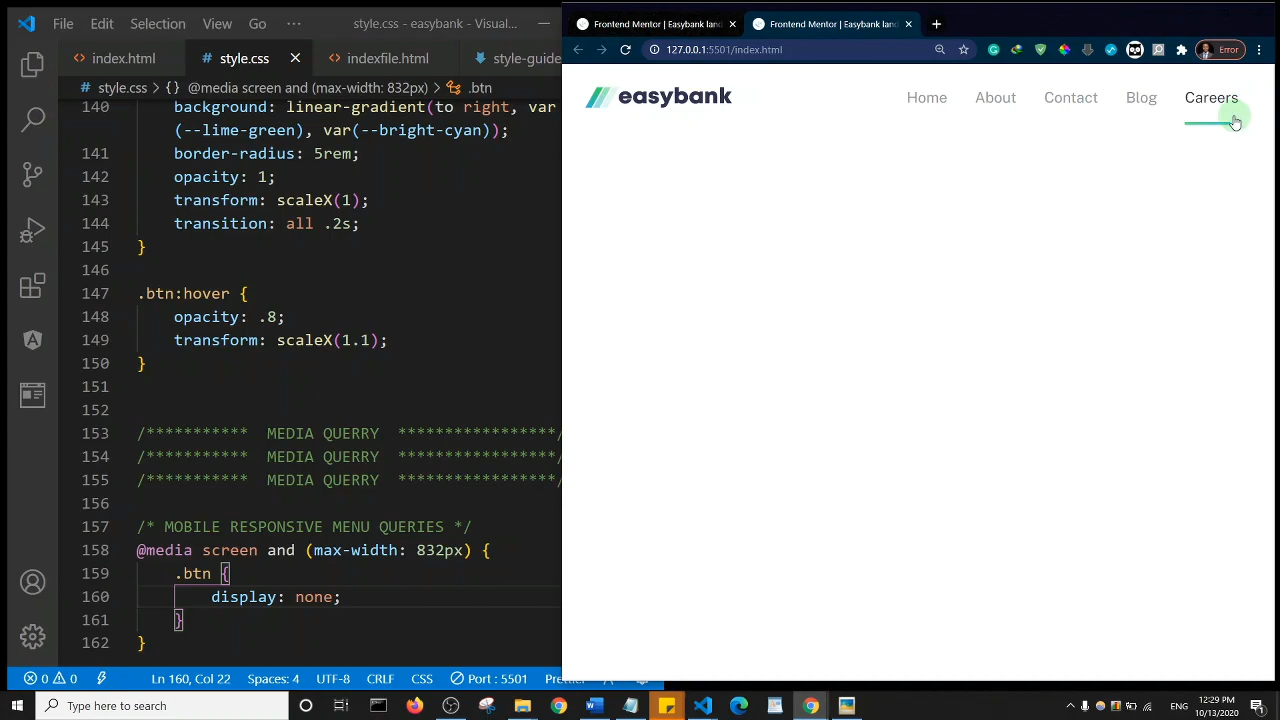 File Edit Selection View Go ··· style.css - easybank - Visual...
Frontend Mentor | Easybank land
Frontend Mentor | Easybank lan
127.0.0.1:5501/index.html
Error
index.html
style.css
indexfile.html
style-guide
# style.css > {} @media screen and (max-width: 832px) > .btn
easybank
Home About Contact Blog Careers
140 background: linear-gradient(to right, var
(--lime-green), var(--bright-cyan));
141 border-radius: 5rem;
142 opacity: 1;
143 transform: scaleX(1);
144 transition: all .2s;
145 }
146
147 .btn:hover {
148 opacity: .8;
149 transform: scaleX(1.1);
150 }
151
152
153 /*********** MEDIA QUERRY *****************/
154 /*********** MEDIA QUERRY *****************/
155 /*********** MEDIA QUERRY *****************/
156
157 /* MOBILE RESPONSIVE MENU QUERIES */
158 @media screen and (max-width: 832px) {
159 .btn {
160 display: none;
161 }
162 }
0 0 Ln 160, Col 22 Spaces: 4 UTF-8 CRLF CSS Port : 5501
Type here to search
ENG
12:29 PM
10/13/2020